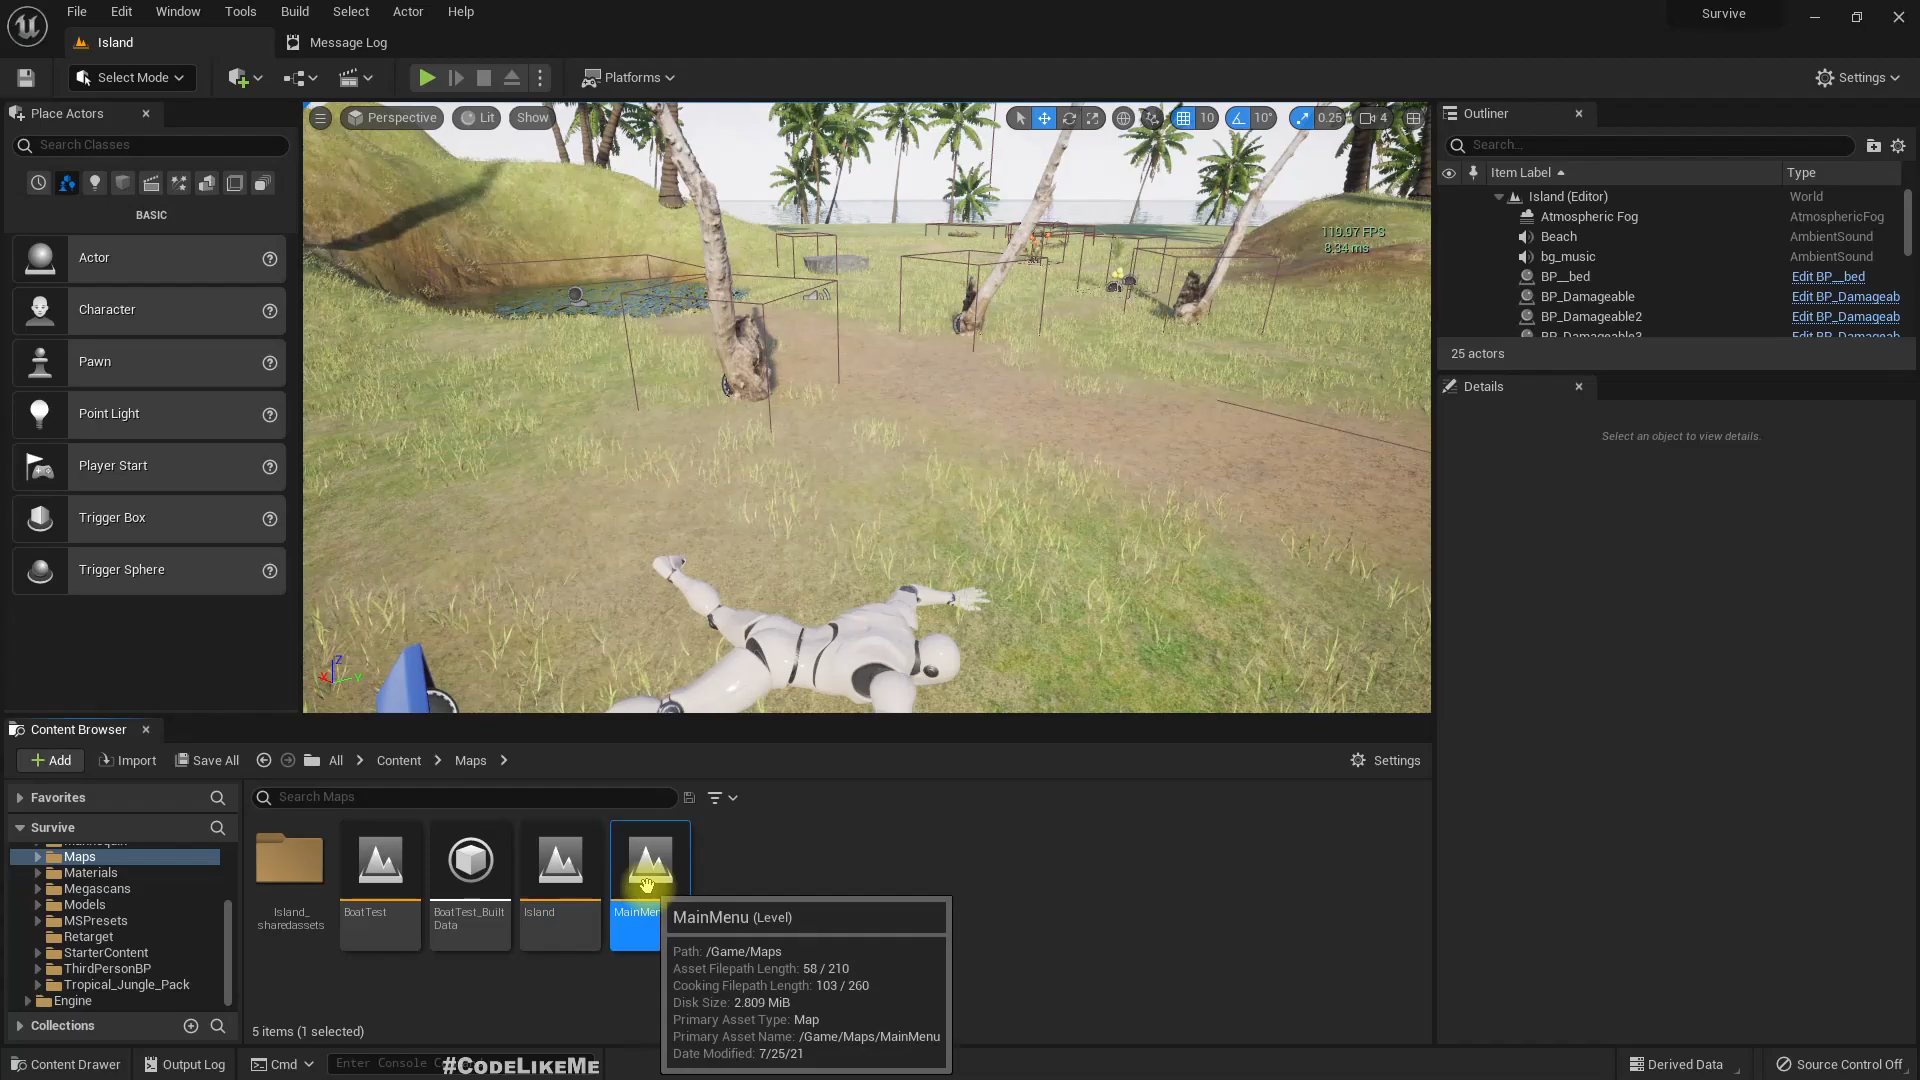 File Edit Window Tools Build Select Actor Help
Survive
Island
Message Log
Select Mode
Platforms
Settings
Place Actors
Search Classes
BASIC
Actor
Character
Pawn
Point Light
Player Start
Trigger Box
Trigger Sphere
Perspective Lit Show
10 10° 0.25 4
119.97 FPS
8.34 ms
Z
X Y
Outliner
Search...
Item Label Type
Island (Editor) World
Atmospheric Fog AtmosphericFog
Beach AmbientSound
bg_music AmbientSound
BP__bed Edit BP__bed
BP_Damageable Edit BP_Damageab
BP_Damageable2 Edit BP_Damageab
BP_Damageable3 Edit BP_Damageab
25 actors
Details
Select an object to view details.
Content Browser
Add Import Save All All Content Maps Settings
Favorites
Survive
Mannequin
Maps
Materials
Megascans
Models
MSPresets
Retarget
StarterContent
ThirdPersonBP
Tropical_Jungle_Pack
Engine
Collections
Search Maps
Island_
sharedassets
BoatTest
BoatTest_Built
Data
Island
MainMen
5 items (1 selected)
MainMenu (Level)
Path: /Game/Maps
Asset Filepath Length: 58 / 210
Cooking Filepath Length: 103 / 260
Disk Size: 2.809 MiB
Primary Asset Type: Map
Primary Asset Name: /Game/Maps/MainMenu
Date Modified: 7/25/21
Content Drawer Output Log Cmd Enter Console C
#CODELIKEME
Derived Data Source Control Off